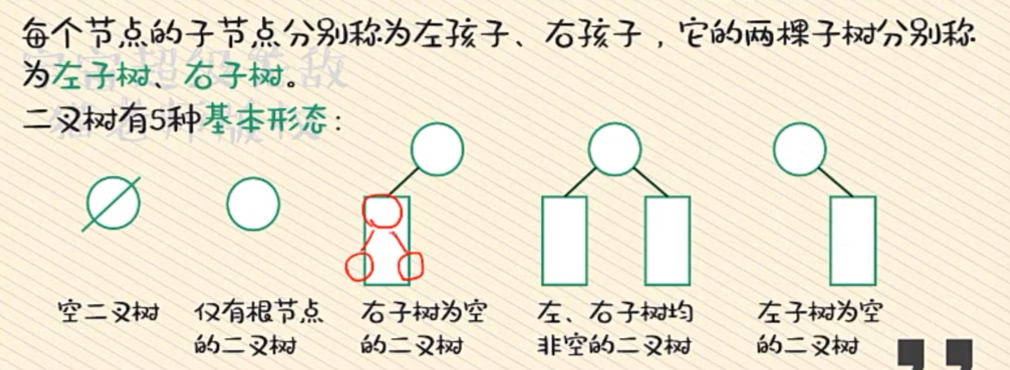 每个节点的子节点分别称为左孩子、右孩子，它的两棵子树分别称
为左子树、右子树。
二叉树有5种基本形态：
空二叉树
仅有根节点
的二叉树
右子树为空
的二叉树
左、右子树均
非空的二叉树
左子树为空
的二叉树